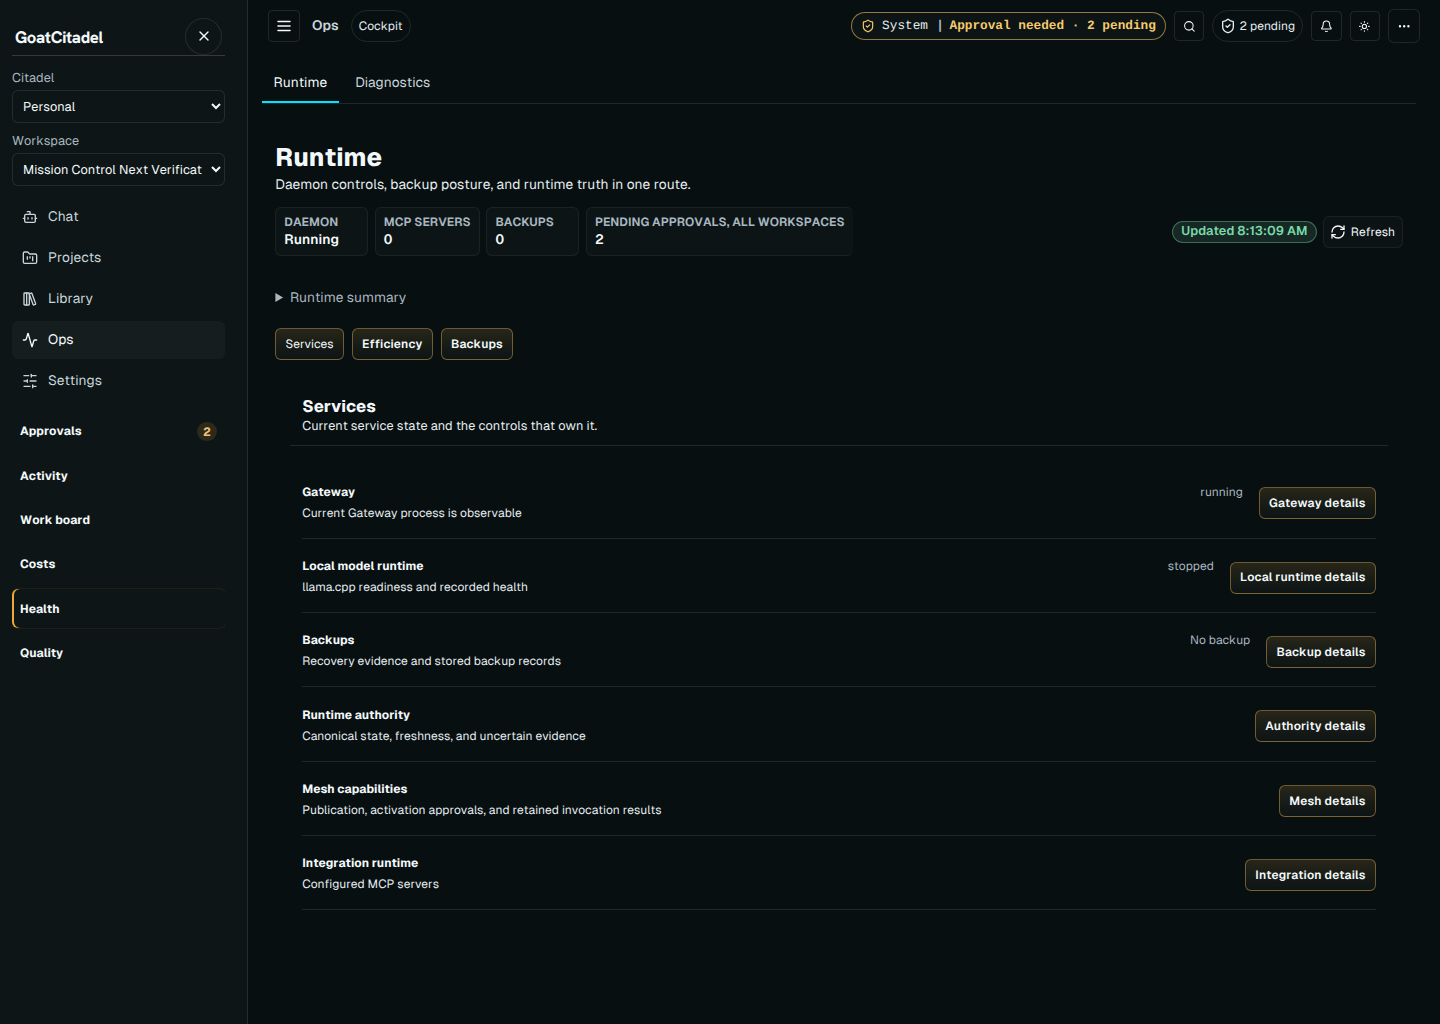 GoatCitadel
Citadel
Personal
Workspace
Mission Control Next Verificat
Chat
Projects
Library
Ops
Settings
Approvals 2
Activity
Work board
Costs
Health
Quality
Ops Cockpit
System | Approval needed · 2 pending
2 pending
Runtime Diagnostics
Runtime
Daemon controls, backup posture, and runtime truth in one route.
DAEMON
Running
MCP SERVERS
0
BACKUPS
0
PENDING APPROVALS, ALL WORKSPACES
2
Updated 8:13:09 AM
Refresh
Runtime summary
Services Efficiency Backups
Services
Current service state and the controls that own it.
Gateway
Current Gateway process is observable
running
Gateway details
Local model runtime
llama.cpp readiness and recorded health
stopped
Local runtime details
Backups
Recovery evidence and stored backup records
No backup
Backup details
Runtime authority
Canonical state, freshness, and uncertain evidence
Authority details
Mesh capabilities
Publication, activation approvals, and retained invocation results
Mesh details
Integration runtime
Configured MCP servers
Integration details